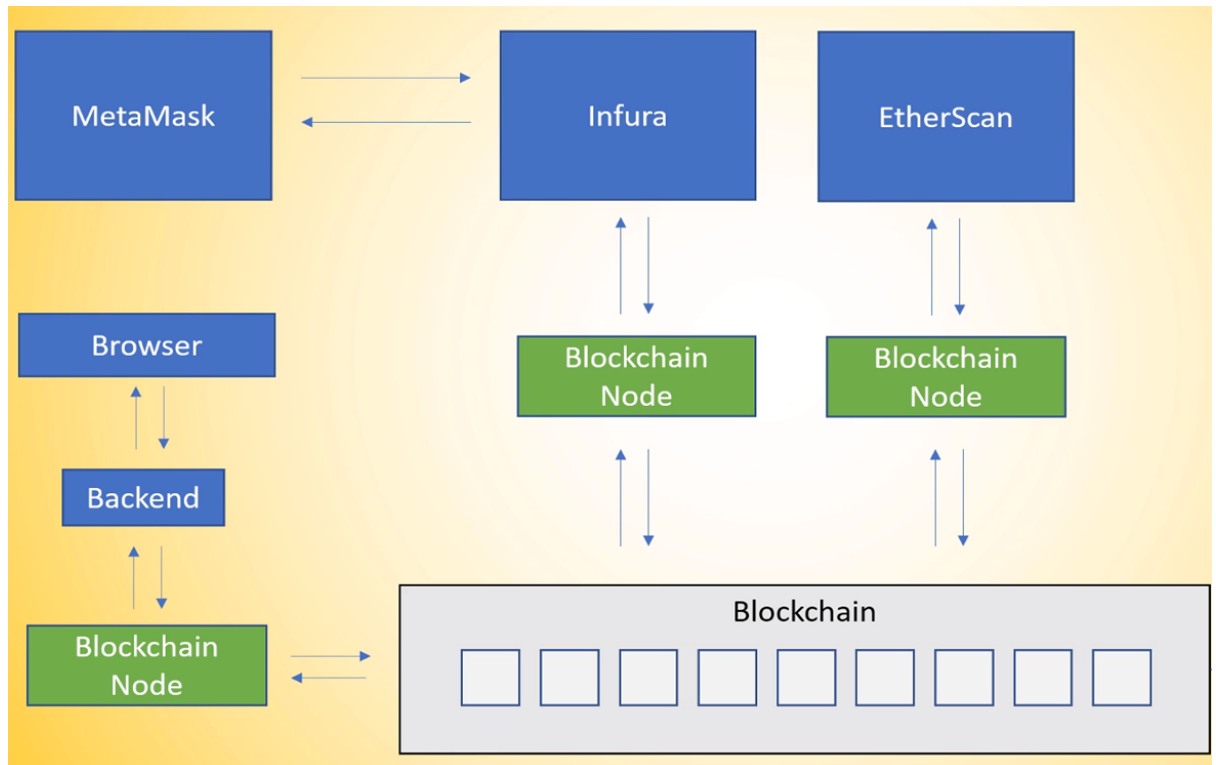 MetaMask
Infura
EtherScan
Browser
Blockchain
Node
Blockchain
Node
Backend
Blockchain
Node
Blockchain